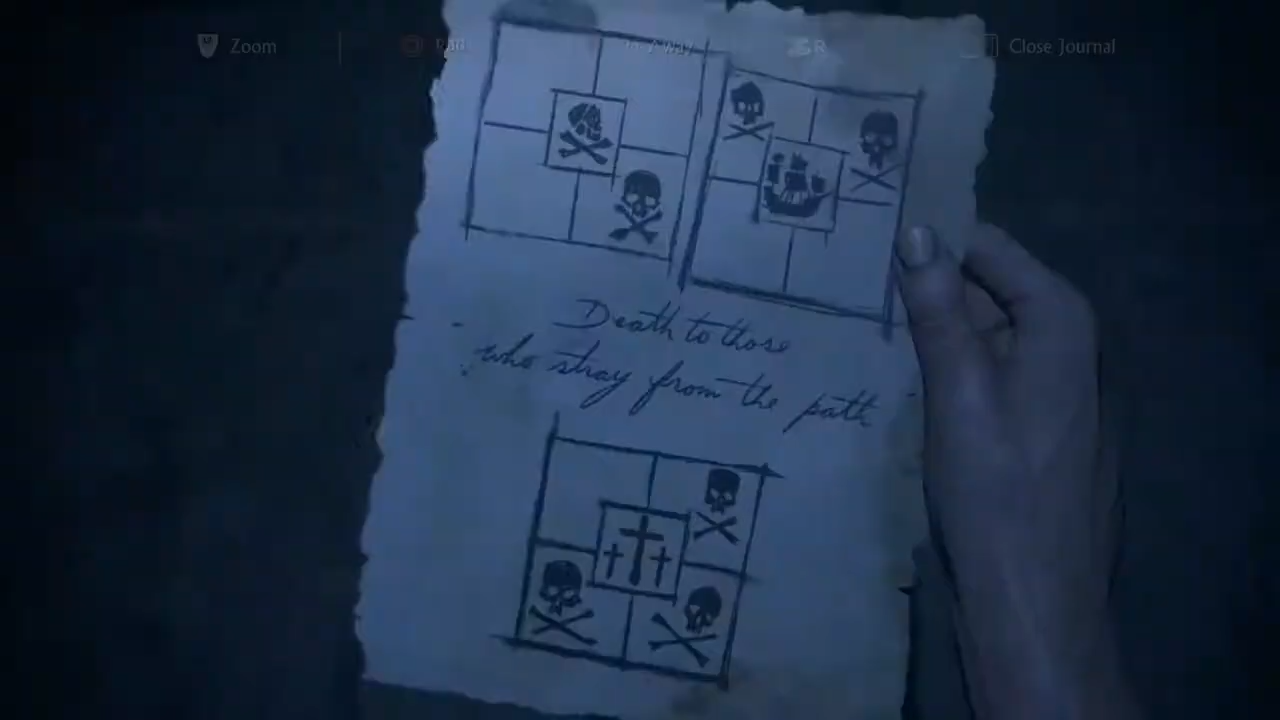 Zoom
Close Journal
Death to those
who stray from the path